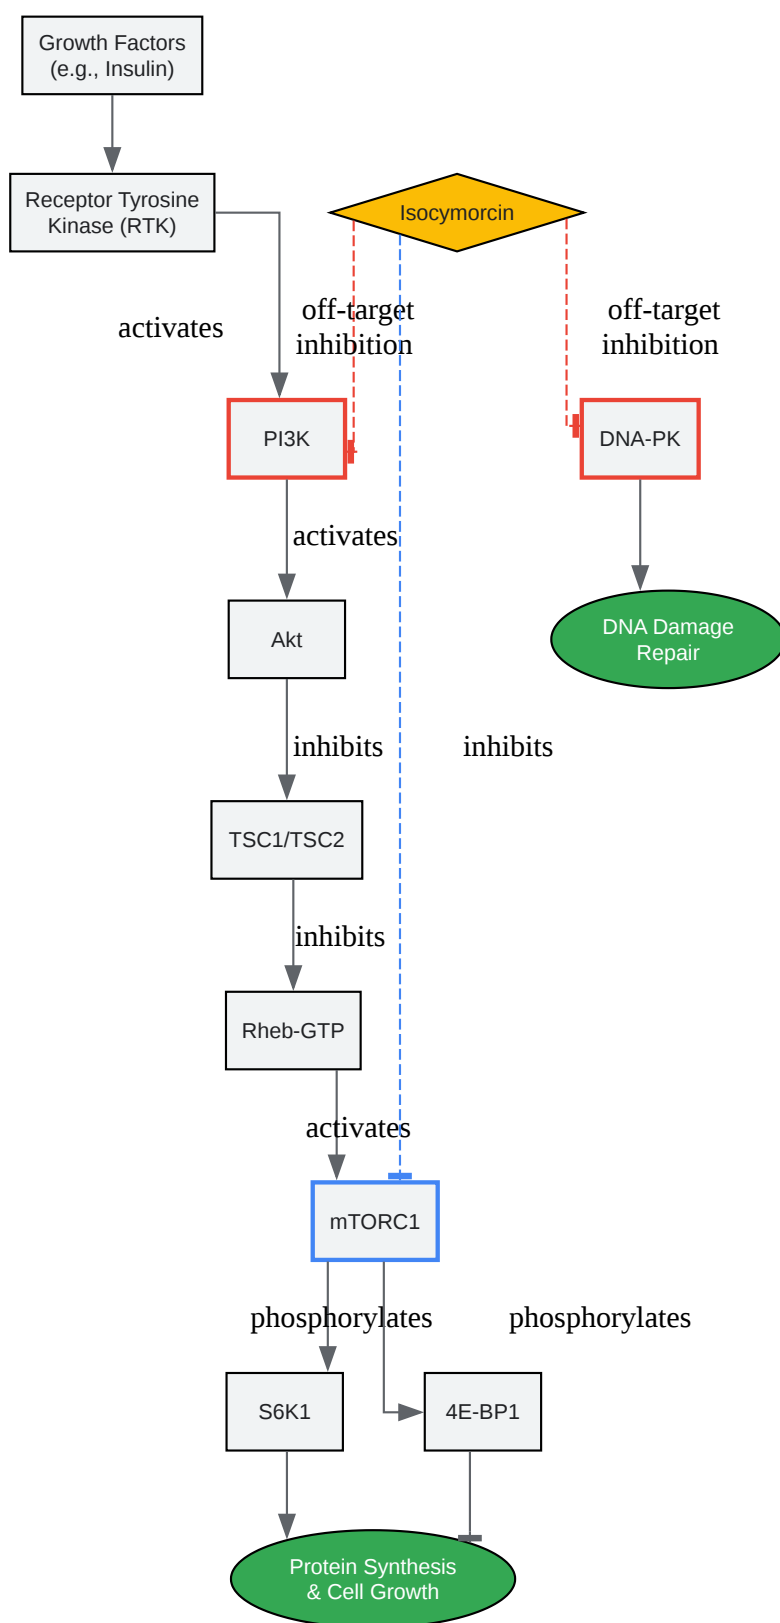 Growth Factors
(e.g., Insulin)
Receptor Tyrosine
Kinase (RTK)
Isocymorcin
activates
off-target
inhibition
off-target
inhibition
PI3K
DNA-PK
activates
Akt
DNA Damage
Repair
inhibits
inhibits
TSC1/TSC2
inhibits
Rheb-GTP
activates
mTORC1
phosphorylates
phosphorylates
S6K1
4E-BP1
Protein Synthesis
& Cell Growth